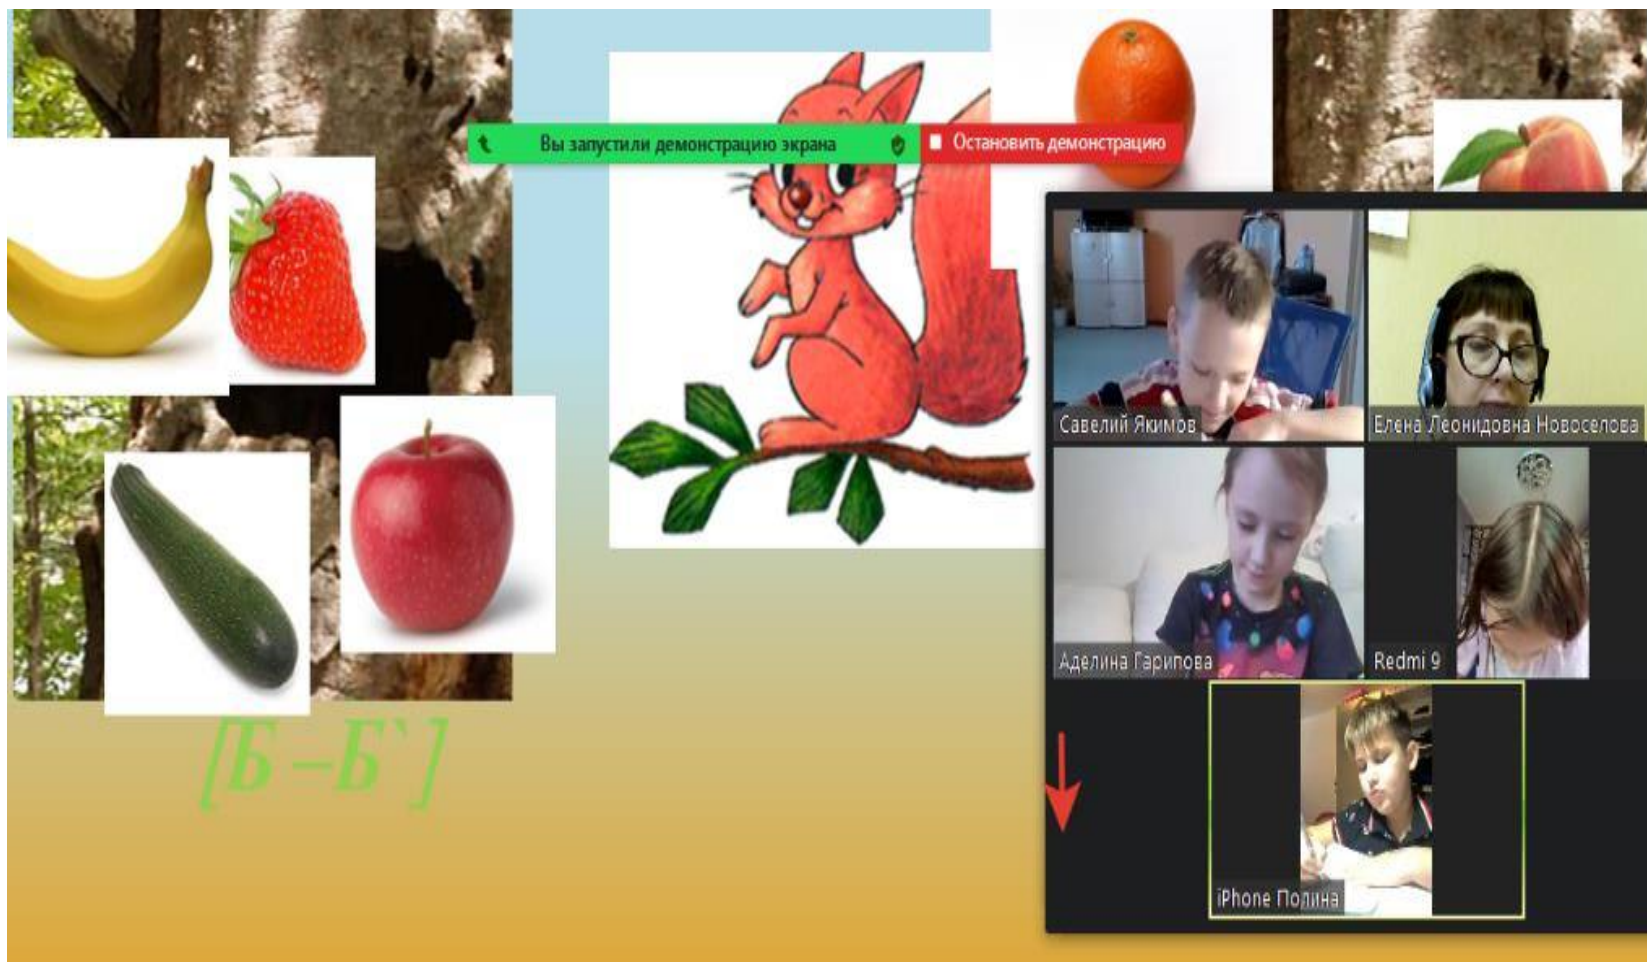 Вы запустили демонстрацию экрана
Остановить демонстрацию
Савелий Якимов
Елена Леонидовна Новоселова
Аделина Гарипова
Redmi 9
iPhone Полина
[Б –Б`]